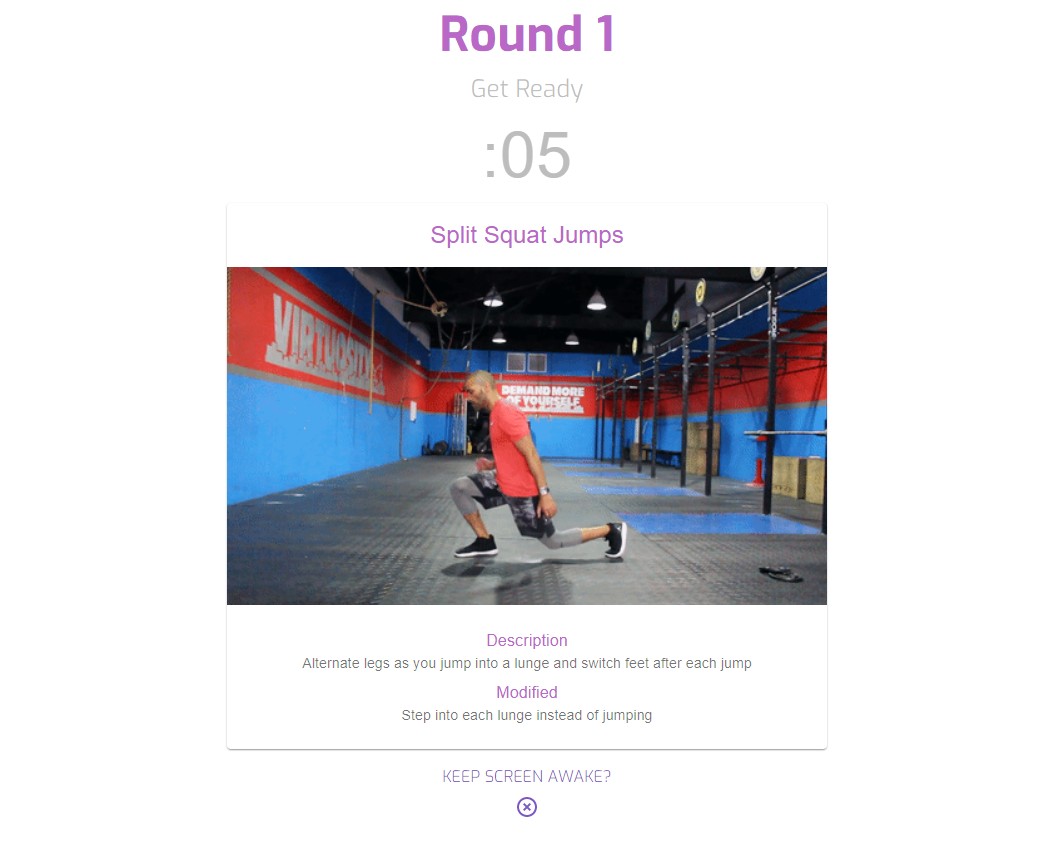 Round 1
Get Ready
:05
Split Squat Jumps
VIRTUOSITY
DEMAND MORE
OF YOURSELF
ROGUE
Description
Alternate legs as you jump into a lunge and switch feet after each jump
Modified
Step into each lunge instead of jumping
KEEP SCREEN AWAKE?